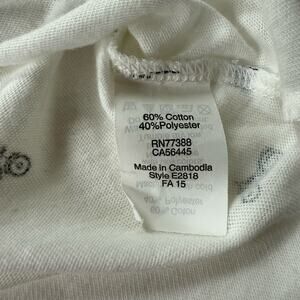 60% Cotton
40%Polyester
RN77388
CA56445
Made in Cambodia
Style E2818
FA 15